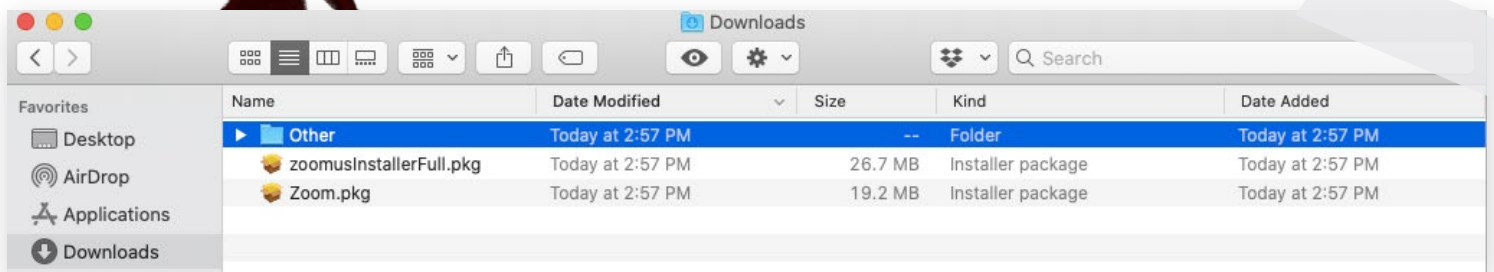 Downloads
Search
Favorites
Desktop
AirDrop
Applications
Downloads
Name Date Modified Size Kind Date Added
Other Today at 2:57 PM -- Folder Today at 2:57 PM
zoomusInstallerFull.pkg Today at 2:57 PM 26.7 MB Installer package Today at 2:57 PM
Zoom.pkg Today at 2:57 PM 19.2 MB Installer package Today at 2:57 PM